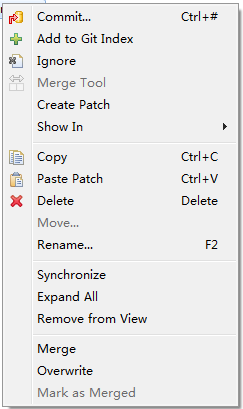 Commit... Ctrl+#
Add to Git Index
Ignore
Merge Tool
Create Patch
Show In
Copy Ctrl+C
Paste Patch Ctrl+V
Delete Delete
Move...
Rename... F2
Synchronize
Expand All
Remove from View
Merge
Overwrite
Mark as Merged